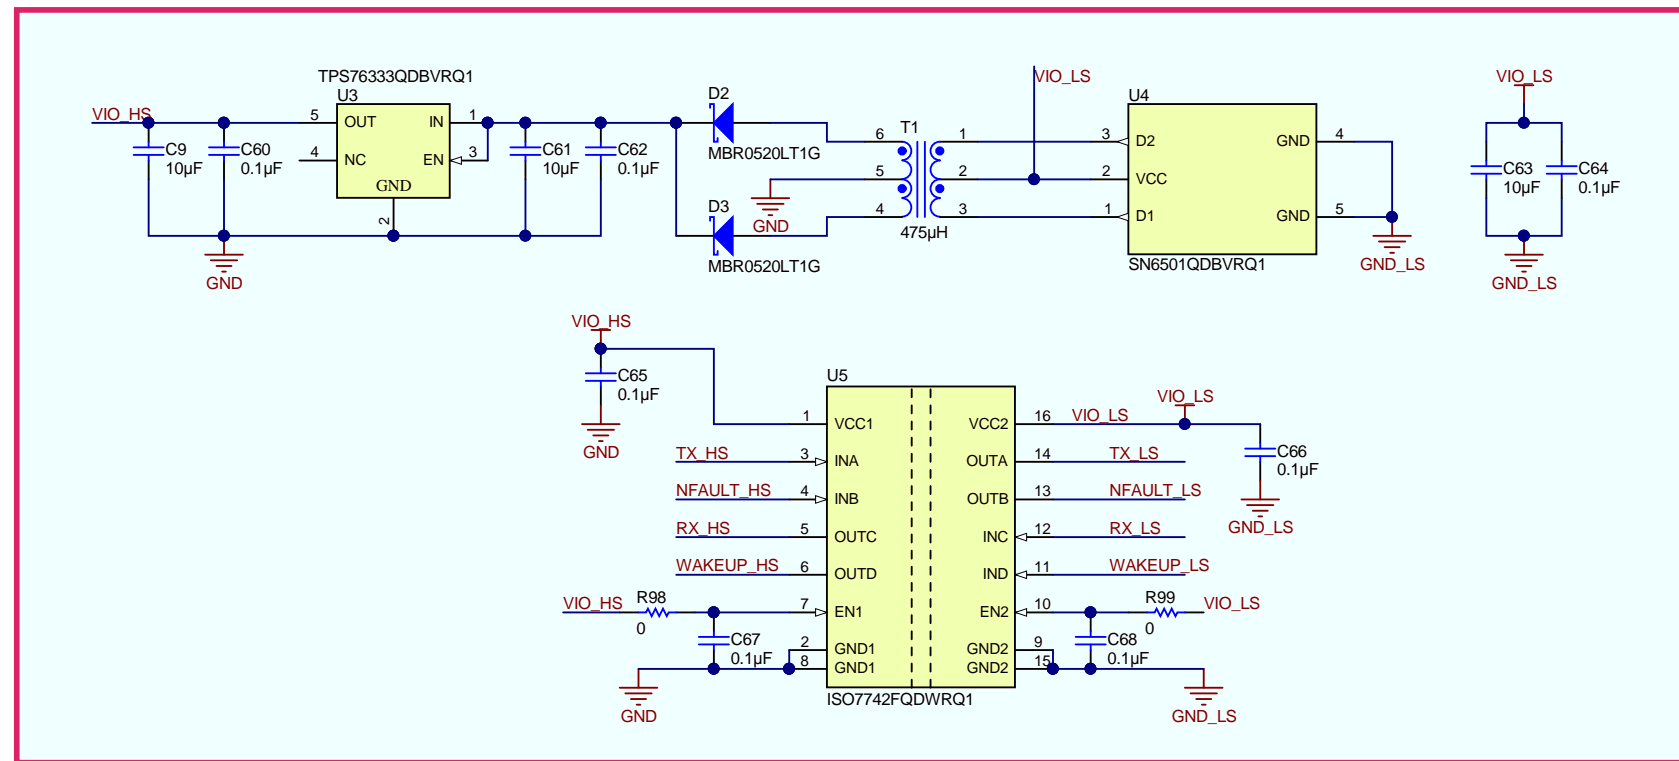 TPS76333QDBVRQ1
U3
VIO_HS
5
OUT
IN
1
4
NC
EN
3
GND
2
C9
10µF
C60
0.1µF
C61
10µF
C62
0.1µF
GND
D2
MBR0520LT1G
D3
MBR0520LT1G
GND
T1
6
5
4
1
2
3
475µH
VIO_LS
U4
3
D2
2
VCC
1
D1
GND
4
GND
5
SN6501QDBVRQ1
GND_LS
VIO_LS
C63
10µF
C64
0.1µF
GND_LS
VIO_HS
C65
0.1µF
GND
U5
1
VCC1
VCC2
16
VIO_LS
VIO_LS
TX_HS
3
INA
OUTA
14
TX_LS
C66
0.1µF
NFAULT_HS
4
INB
OUTB
13
NFAULT_LS
GND_LS
RX_HS
5
OUTC
INC
12
RX_LS
WAKEUP_HS
6
OUTD
IND
11
WAKEUP_LS
VIO_HS
R98
0
7
EN1
EN2
10
R99
0
VIO_LS
C67
0.1µF
2
GND1
GND2
9
8
GND1
GND2
15
C68
0.1µF
ISO7742FQDWRQ1
GND
GND_LS